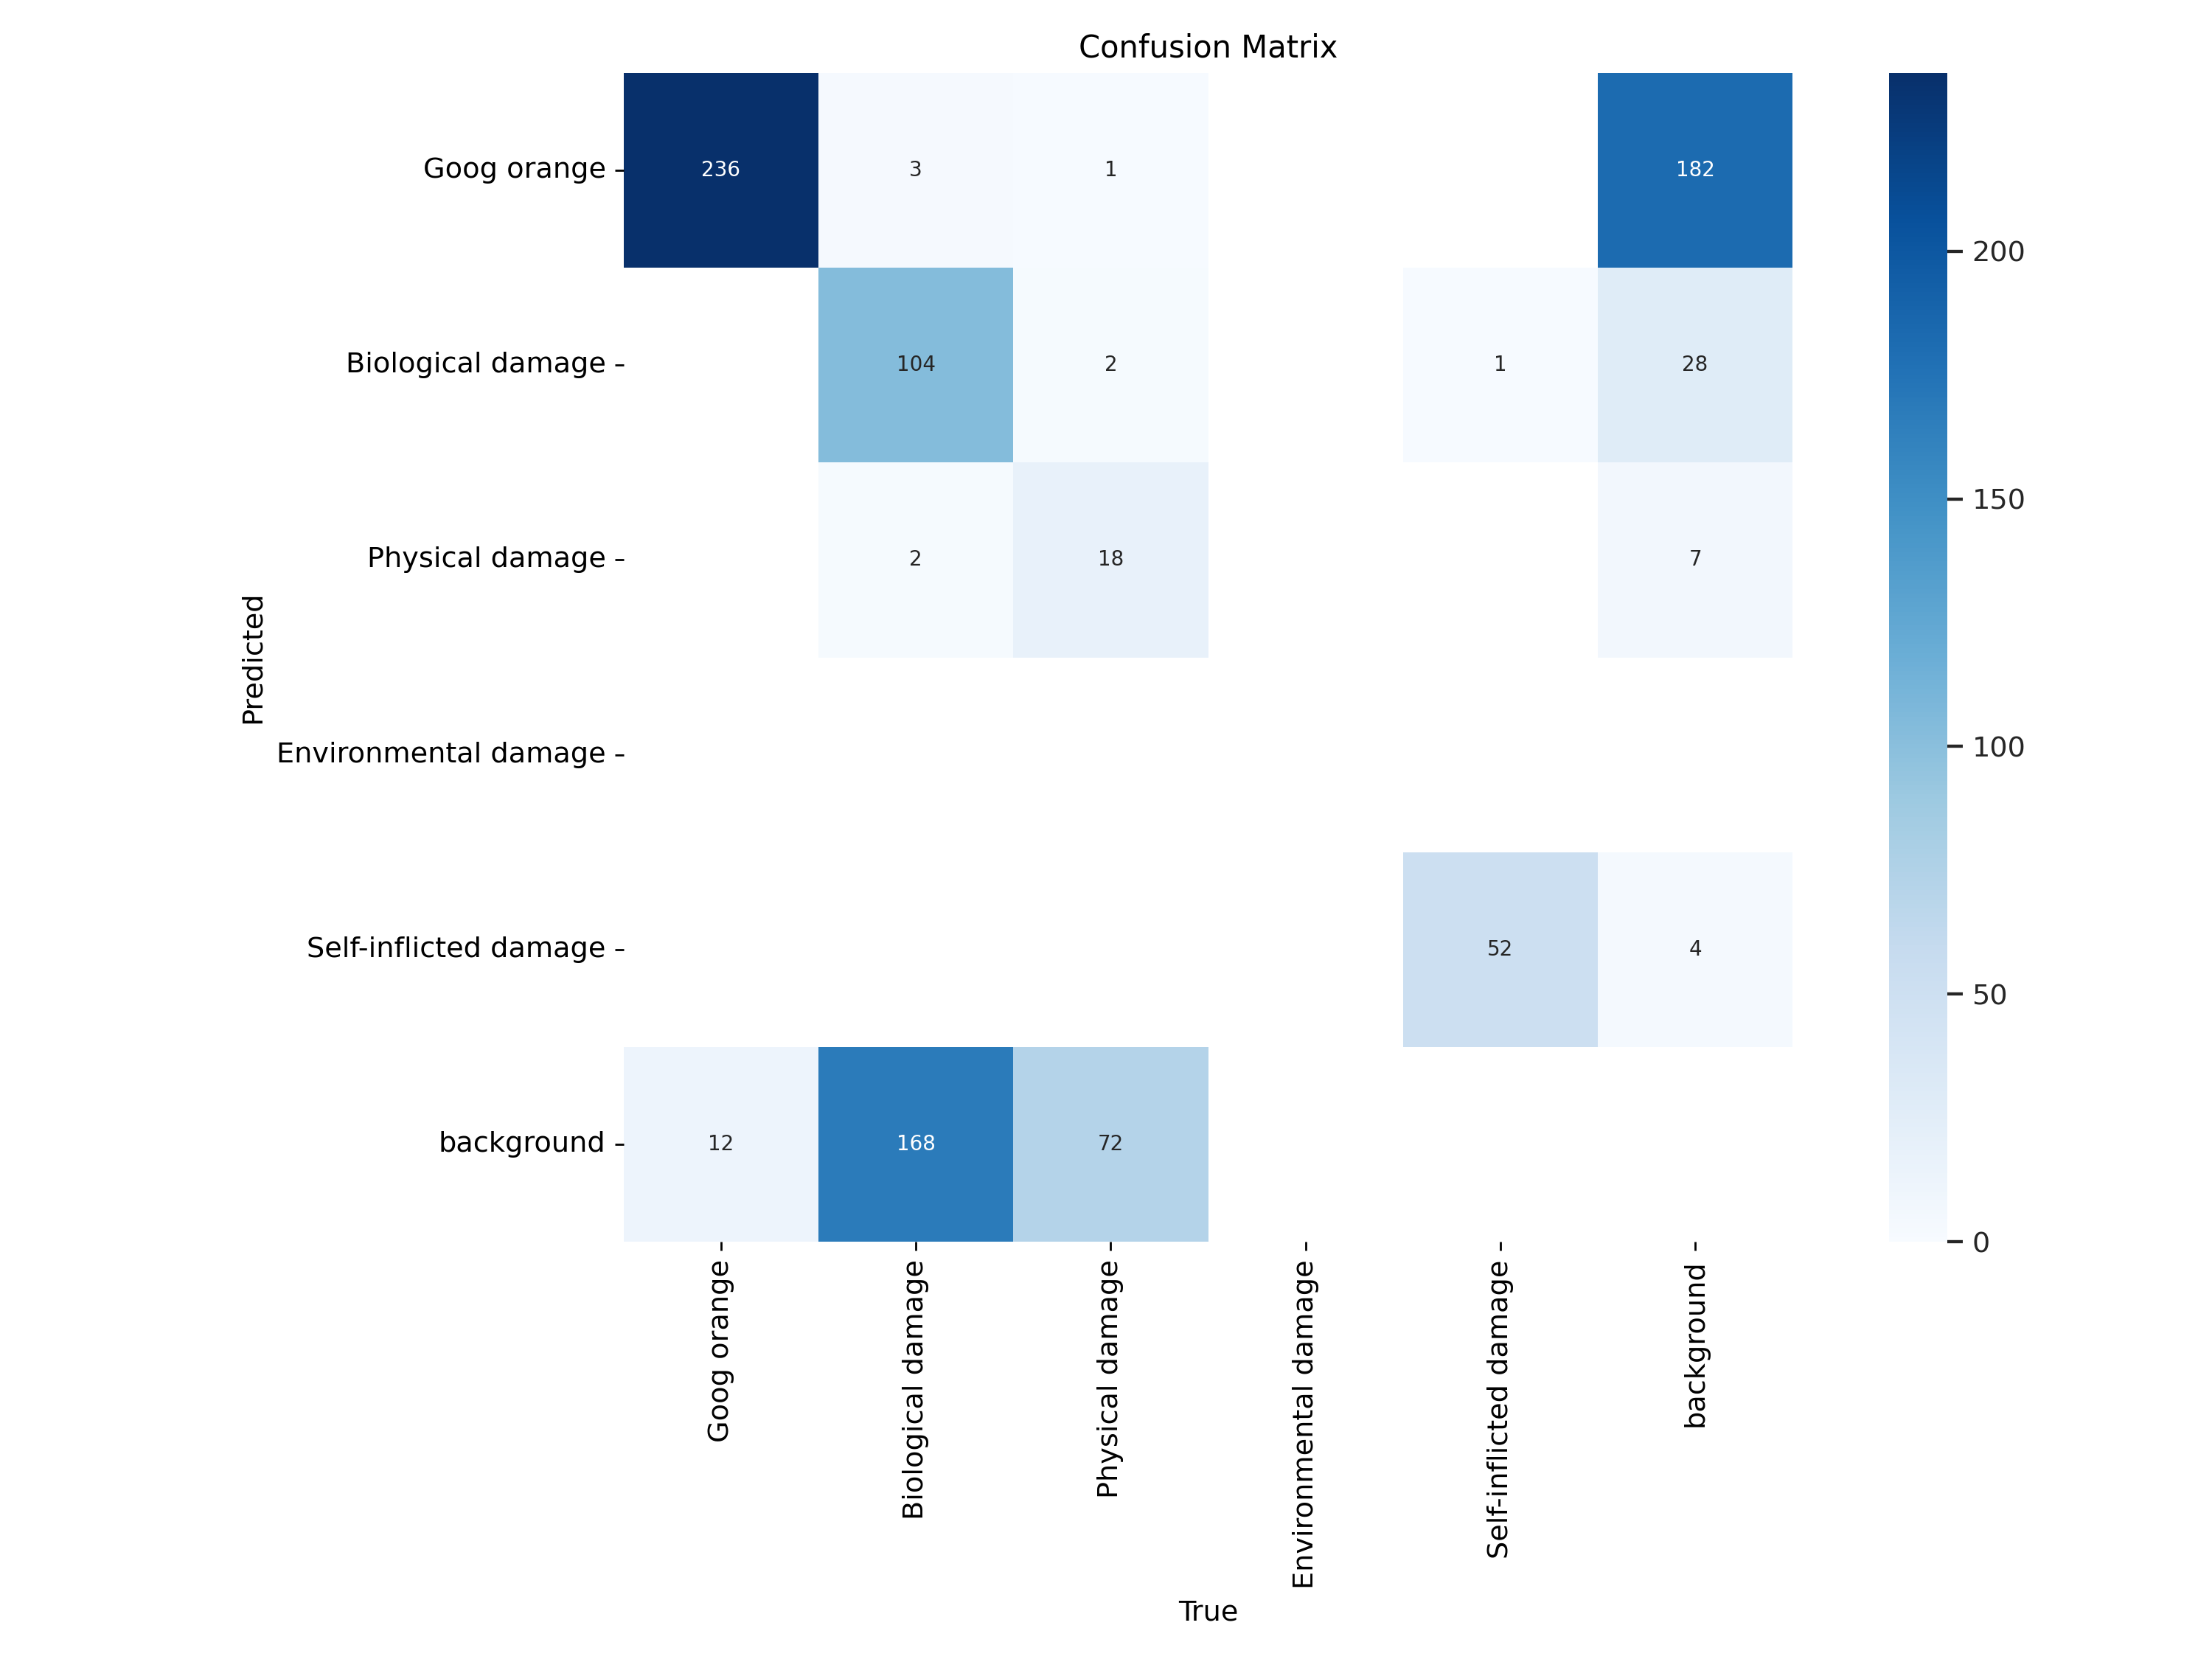 Confusion Matrix
Goog orange
236
3
1
182
200
Biological damage
104
2
1
28
150
Physical damage
2
18
7
Predicted
Environmental damage
100
Self-inflicted damage
52
4
50
background
12
168
72
0
Goog orange
Biological damage
Physical damage
Environmental damage
Self-inflicted damage
background
True